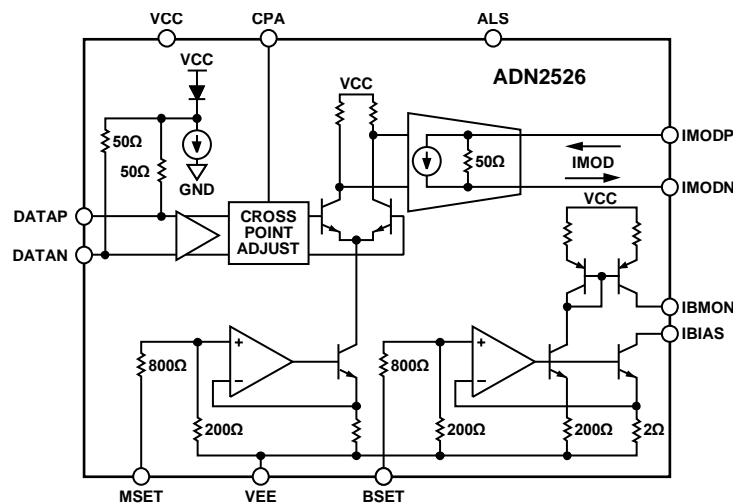 VCC CPA ALS
VCC
ADN2526
VCC
50Ω
50Ω
GND
50Ω
IMOD
IMODP
IMODN
VCC
DATAP
DATAN
CROSS
POINT
ADJUST
IBMON
IBIAS
800Ω
+
–
200Ω
800Ω
+
–
200Ω
200Ω
2Ω
MSET VEE BSET